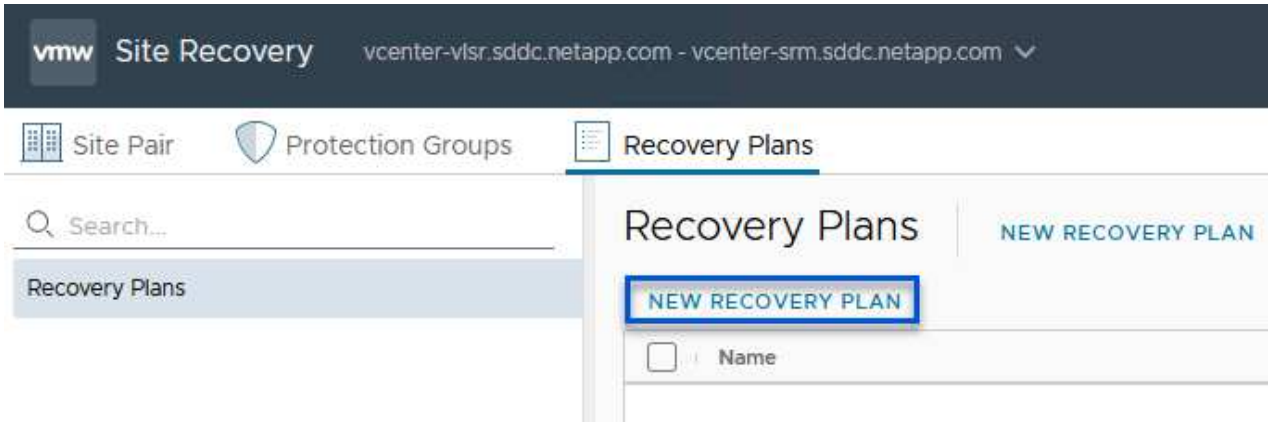 vmw Site Recovery vcenter-vlsr.sddc.netapp.com - vcenter-srm.sddc.netapp.com
Site Pair Protection Groups Recovery Plans
Search...
Recovery Plans
Recovery Plans NEW RECOVERY PLAN
NEW RECOVERY PLAN
Name